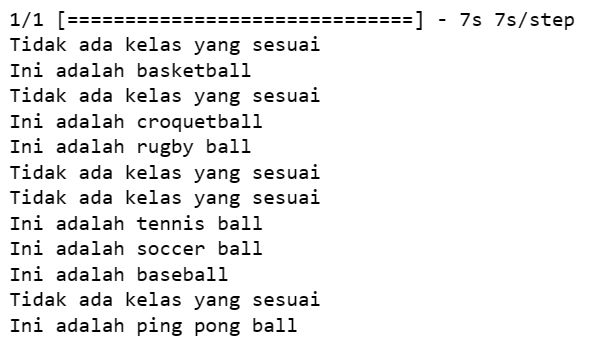 1/1 [==============================] - 7s 7s/step
Tidak ada kelas yang sesuai
Ini adalah basketball
Tidak ada kelas yang sesuai
Ini adalah croquetball
Ini adalah rugby ball
Tidak ada kelas yang sesuai
Tidak ada kelas yang sesuai
Ini adalah tennis ball
Ini adalah soccer ball
Ini adalah baseball
Tidak ada kelas yang sesuai
Ini adalah ping pong ball